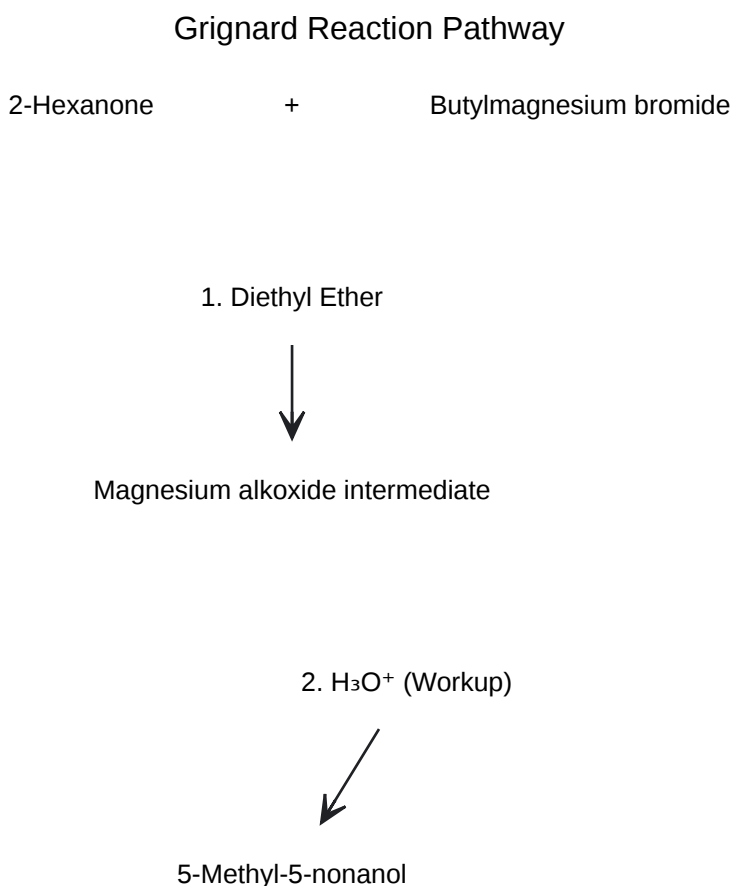 Grignard Reaction Pathway
2-Hexanone + Butylmagnesium bromide
1. Diethyl Ether
Magnesium alkoxide intermediate
2. H₃O⁺ (Workup)
5-Methyl-5-nonanol